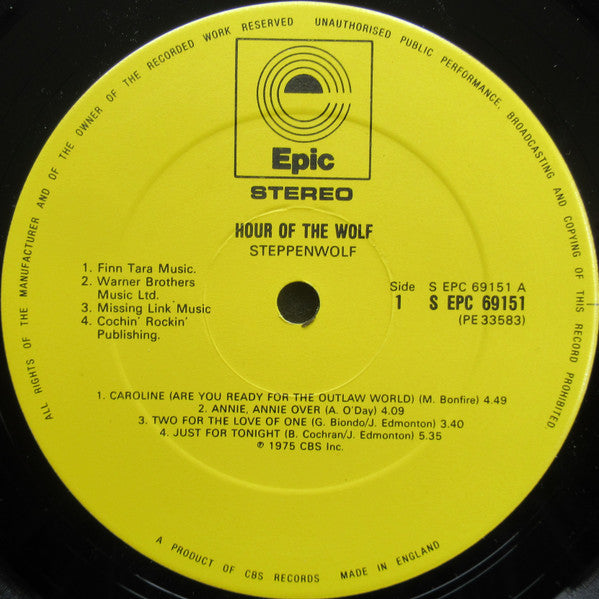 ALL RIGHTS OF THE MANUFACTURER AND OF THE OWNER OF THE RECORDED WORK RESERVED UNAUTHORISED PUBLIC PERFORMANCE, BROADCASTING AND COPYING OF THIS RECORD PROHIBITED
Epic
STEREO
HOUR OF THE WOLF
STEPPENWOLF
1. Finn Tara Music.
2. Warner Brothers
Music Ltd.
3. Missing Link Music
4. Cochin' Rockin'
Publishing.
Side S EPC 69151 A
1 S EPC 69151
(PE 33583)
1. CAROLINE (ARE YOU READY FOR THE OUTLAW WORLD) (M. Bonfire) 4.49
2. ANNIE, ANNIE OVER (A. O'Day) 4.09
3. TWO FOR THE LOVE OF ONE (G. Biondo/J. Edmonton) 3.40
4. JUST FOR TONIGHT (B. Cochran/J. Edmonton) 5.35
℗ 1975 CBS Inc.
A PRODUCT OF CBS RECORDS MADE IN ENGLAND